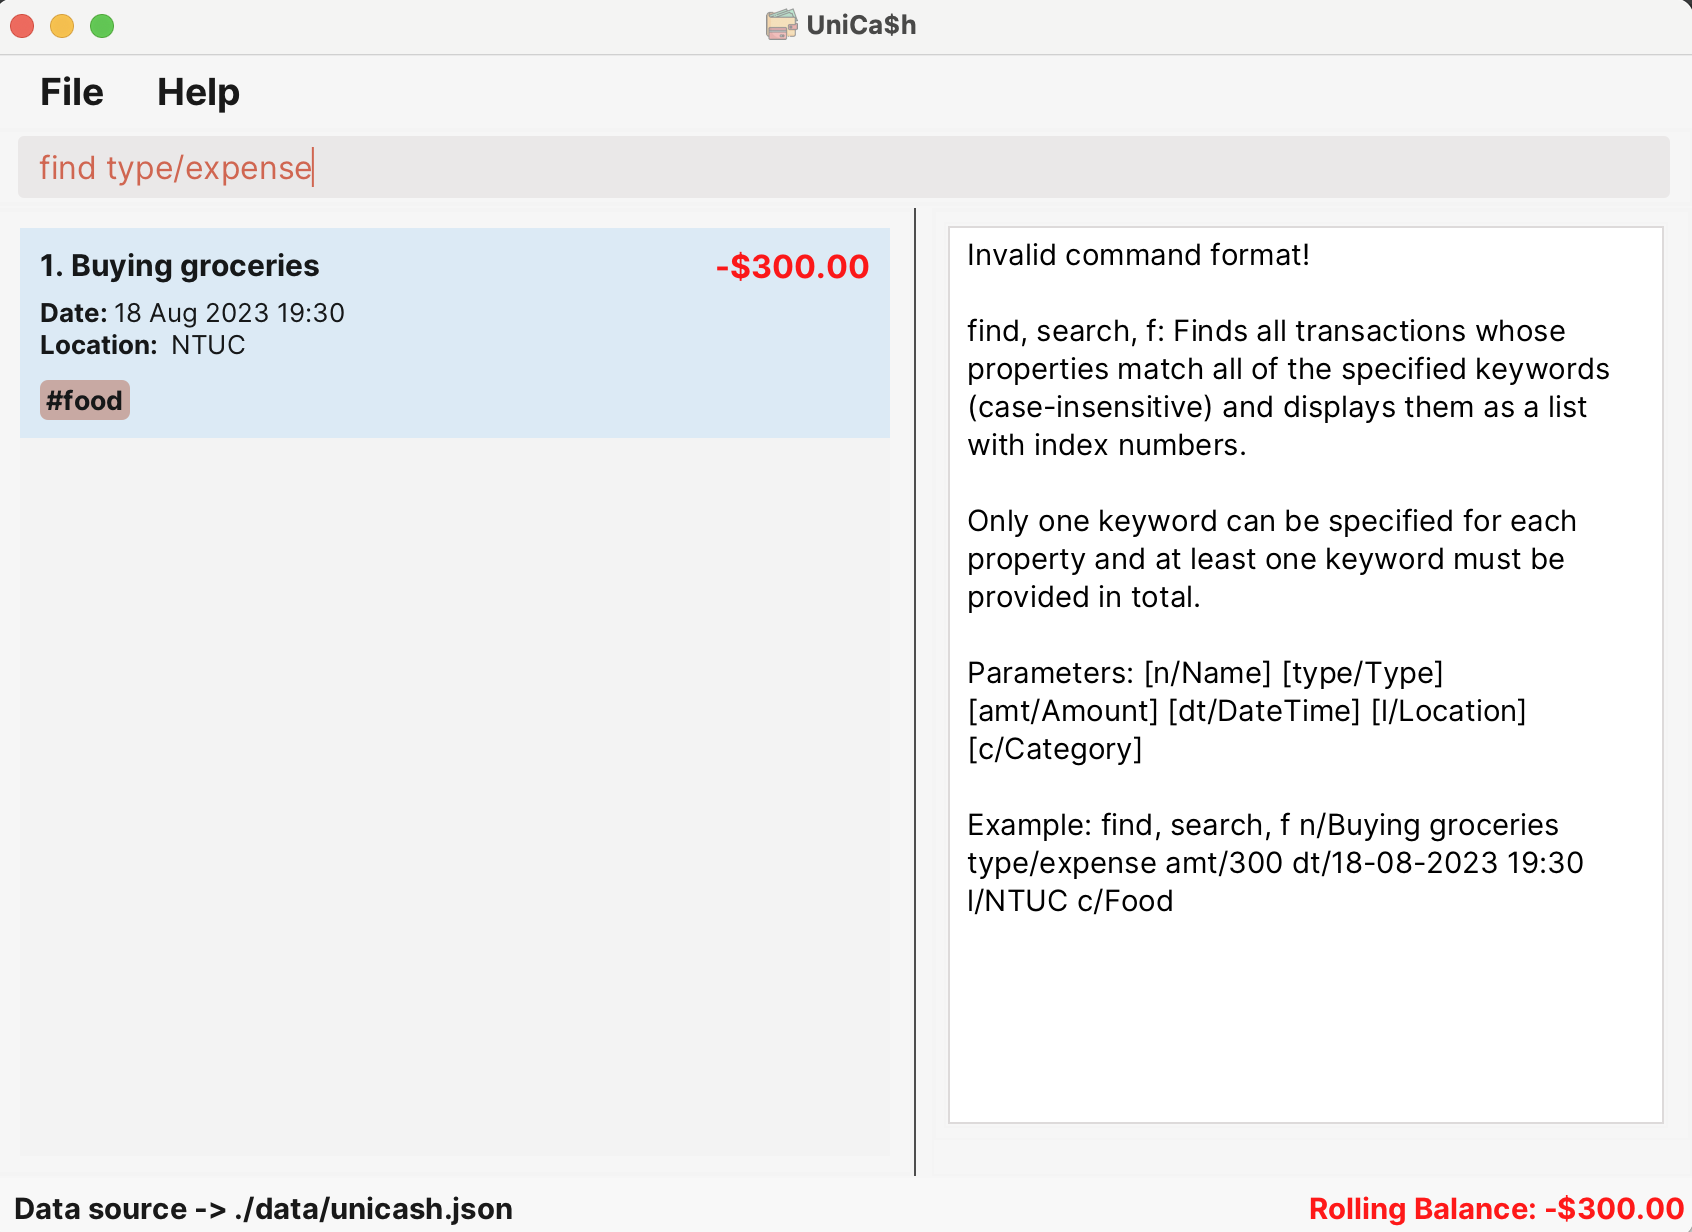 UniCa$h
File Help
find type/expense
1. Buying groceries
-$300.00
Date: 18 Aug 2023 19:30
Location: NTUC
#food
Invalid command format!
find, search, f: Finds all transactions whose
properties match all of the specified keywords
(case-insensitive) and displays them as a list
with index numbers.
Only one keyword can be specified for each
property and at least one keyword must be
provided in total.
Parameters: [n/Name] [type/Type]
[amt/Amount] [dt/DateTime] [l/Location]
[c/Category]
Example: find, search, f n/Buying groceries
type/expense amt/300 dt/18-08-2023 19:30
l/NTUC c/Food
Data source -> ./data/unicash.json
Rolling Balance: -$300.00